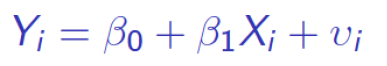 Yᵢ = β₀ + β₁Xᵢ + υᵢ